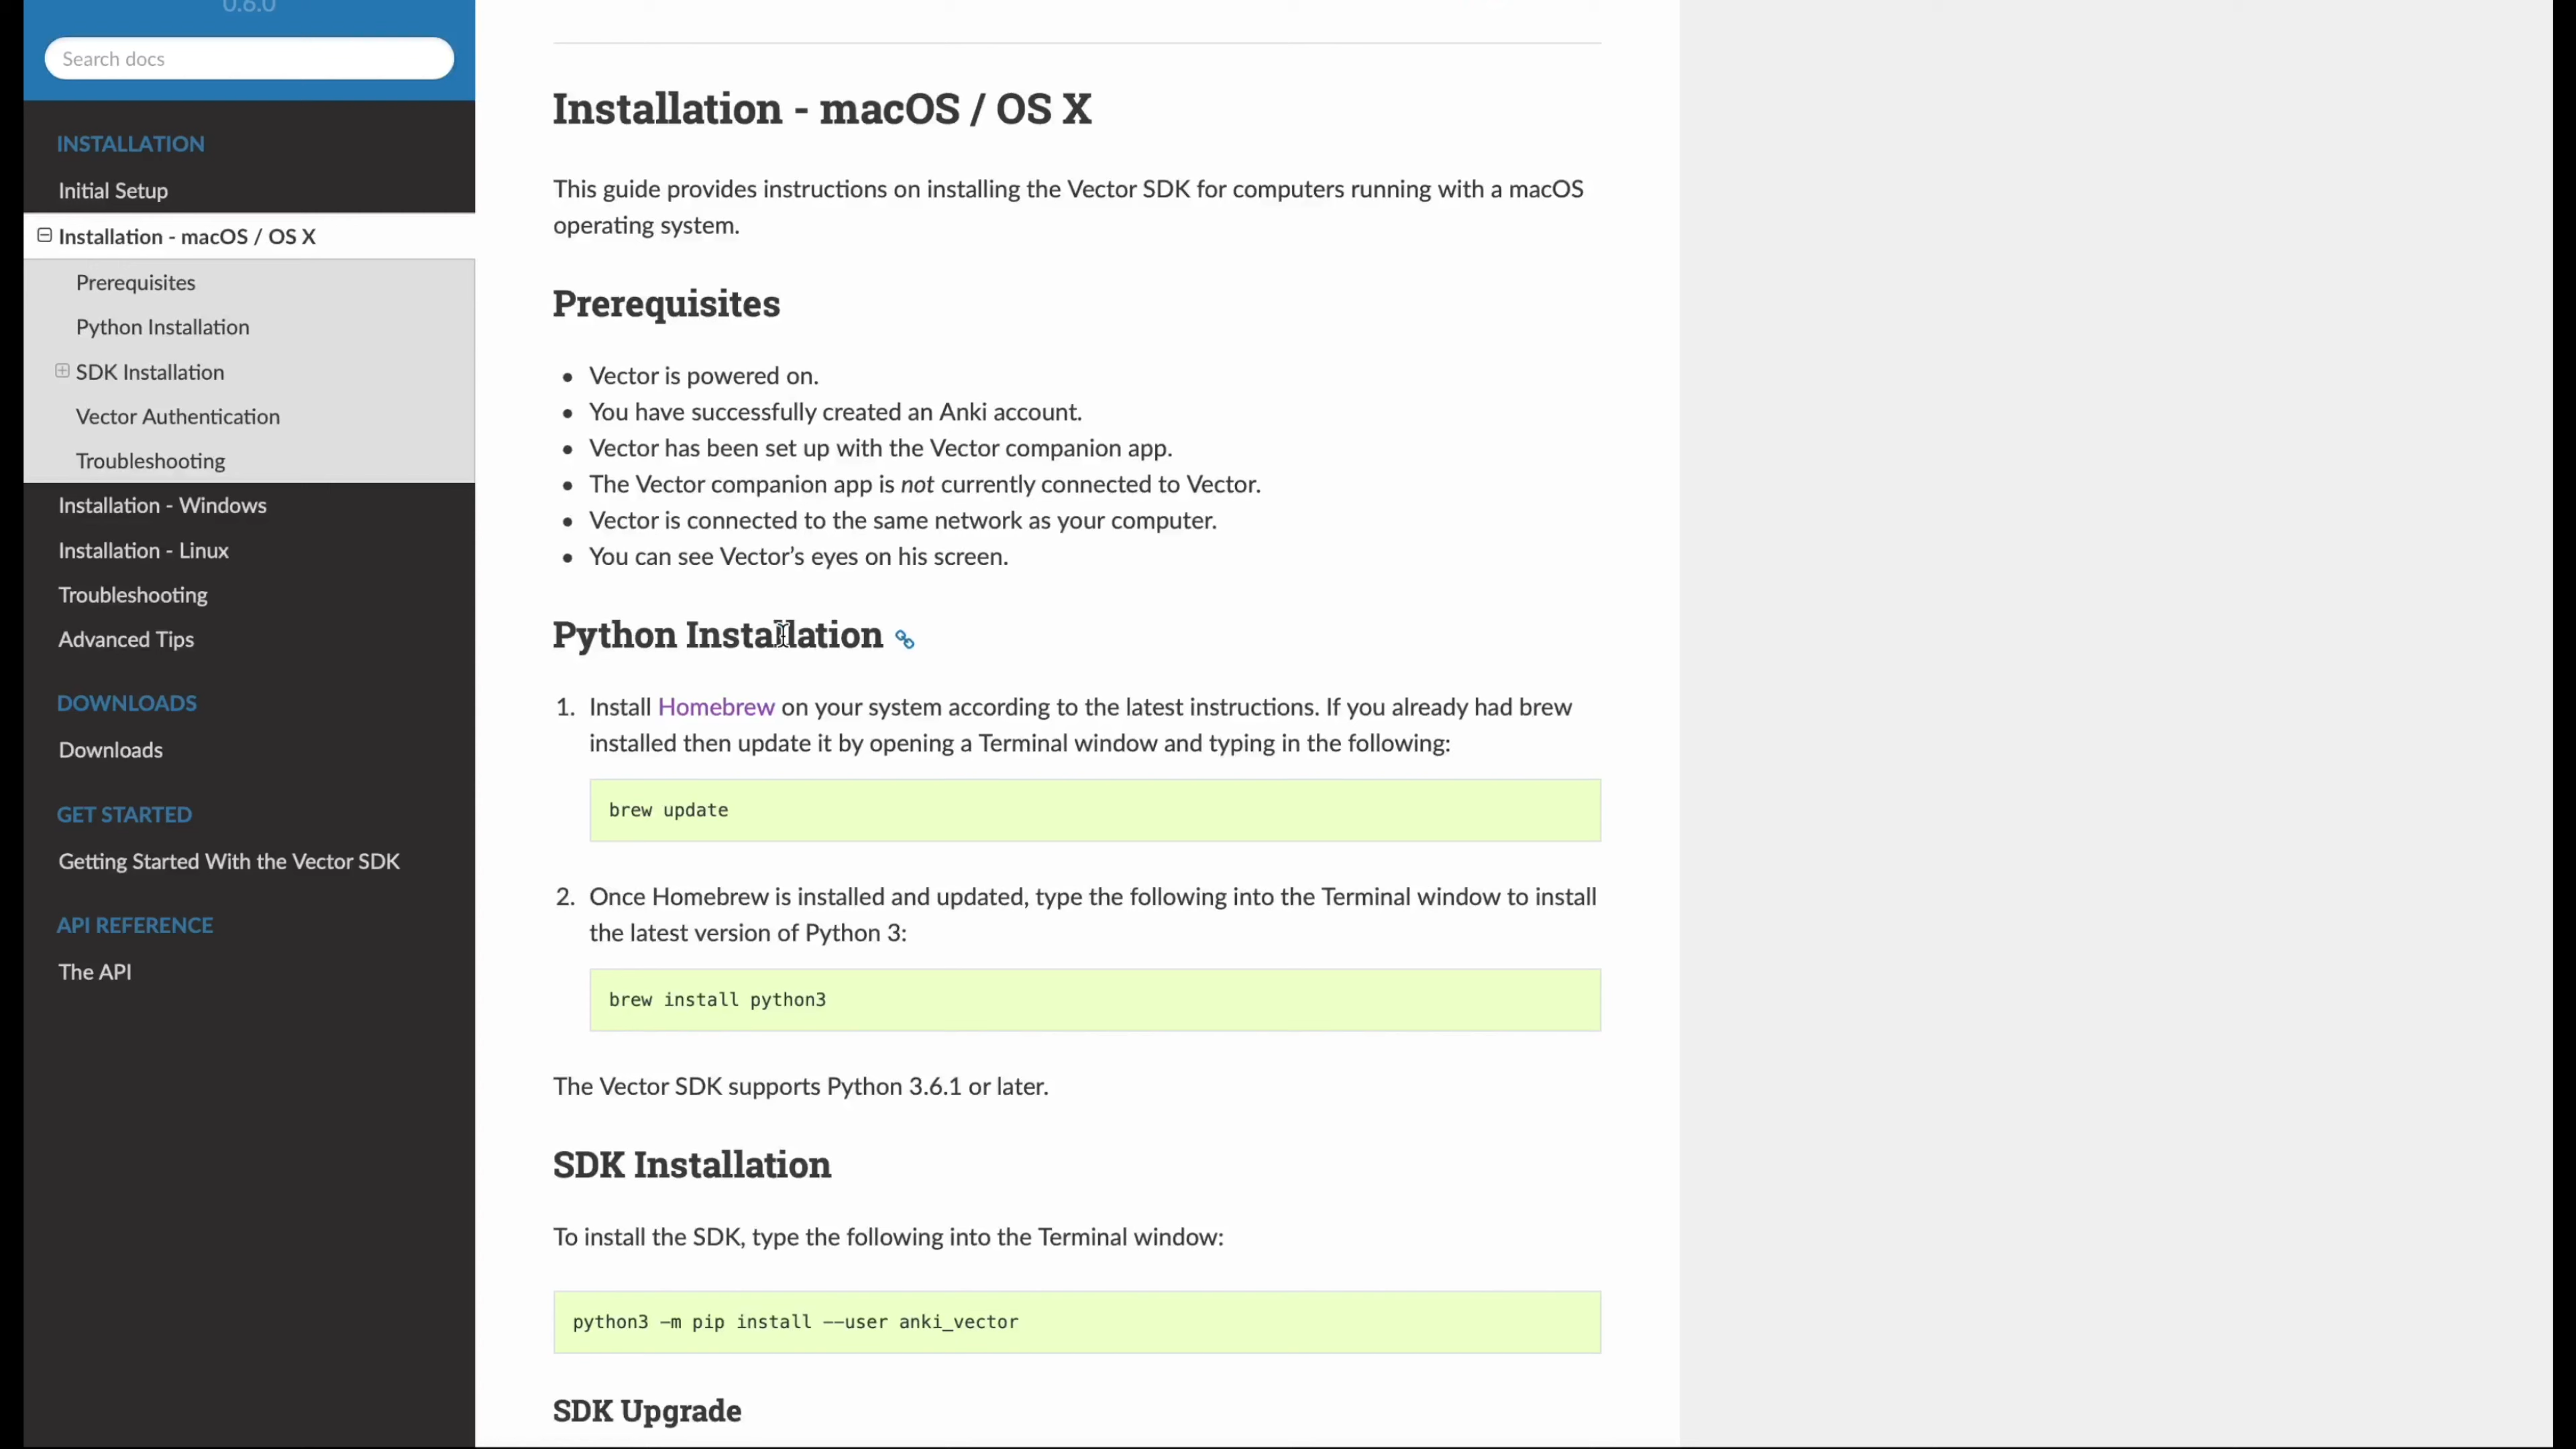 0.6.0
Search docs
INSTALLATION
Initial Setup
Installation - macOS / OS X
Prerequisites
Python Installation
SDK Installation
Vector Authentication
Troubleshooting
Installation - Windows
Installation - Linux
Troubleshooting
Advanced Tips
DOWNLOADS
Downloads
GET STARTED
Getting Started With the Vector SDK
API REFERENCE
The API
Installation - macOS / OS X
This guide provides instructions on installing the Vector SDK for computers running with a macOS
operating system.
Prerequisites
• Vector is powered on.
• You have successfully created an Anki account.
• Vector has been set up with the Vector companion app.
• The Vector companion app is not currently connected to Vector.
• Vector is connected to the same network as your computer.
• You can see Vector’s eyes on his screen.
Python Installation
1. Install Homebrew on your system according to the latest instructions. If you already had brew
installed then update it by opening a Terminal window and typing in the following:
brew update
2. Once Homebrew is installed and updated, type the following into the Terminal window to install
the latest version of Python 3:
brew install python3
The Vector SDK supports Python 3.6.1 or later.
SDK Installation
To install the SDK, type the following into the Terminal window:
python3 -m pip install --user anki_vector
SDK Upgrade